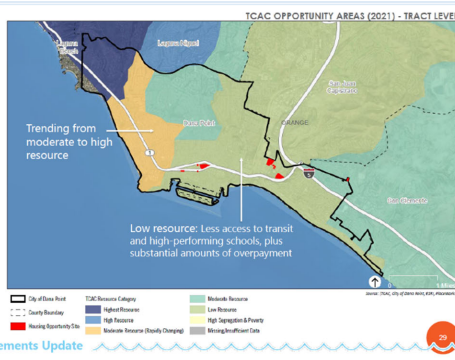 TCAC OPPORTUNITY AREAS (2021) - TRACT LEVEL
Laguna Niguel
San Juan
Capistrano
Dana Point
ORANGE
Trending from
moderate to high
resource
1
5
San Clemente
Low resource: Less access to transit
and high-performing schools, plus
substantial amounts of overpayment
City of Dana Point
County Boundary
Housing Opportunity Site
TCAC Resource Category
Highest Resource
High Resource
Moderate Resource (Rapidly Changing)
Moderate Resource
Low Resource
High Segregation & Poverty
Missing/Insufficient Data
ements Update
29